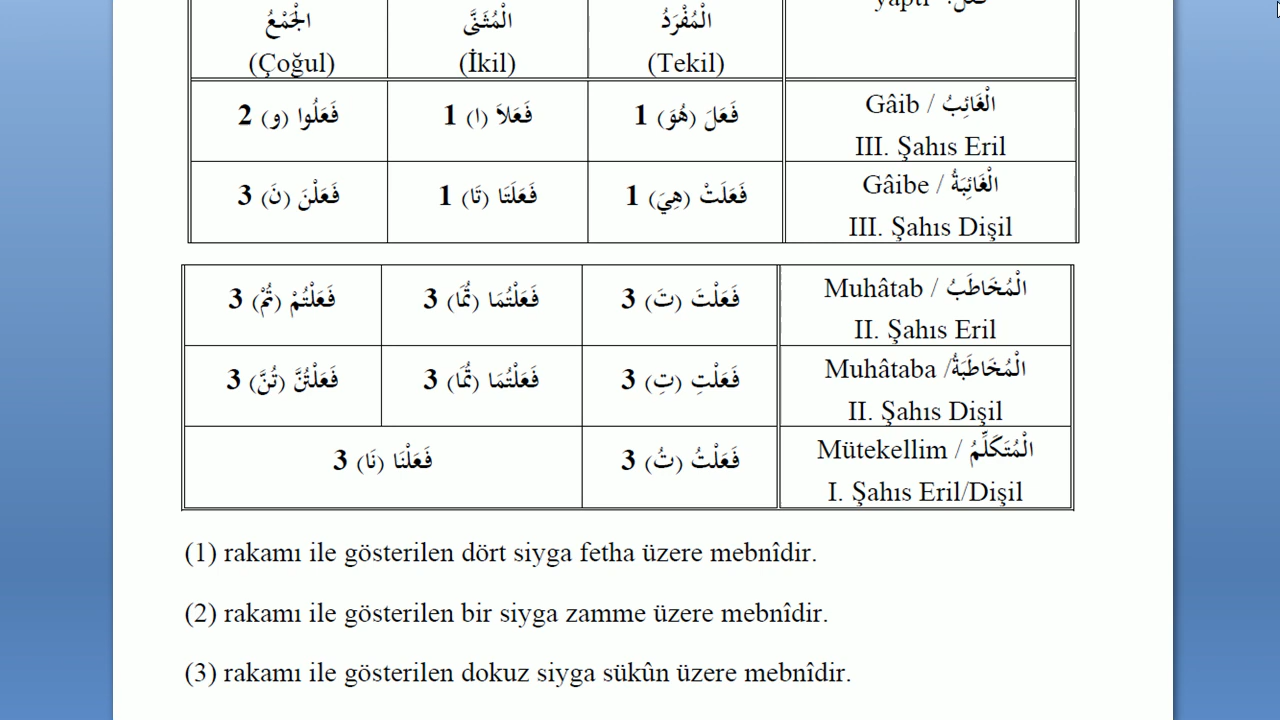 فَعَلَ: yaptı
الْجَمْعُ الْمُثَنَّى الْمُفْرَدُ
(Çoğul) (İkil) (Tekil)
فَعَلُوا (و) 2 فَعَلاَ (ا) 1 فَعَلَ (هُوَ) 1 Gâib / الْغَائِبُ
III. Şahıs Eril
فَعَلْنَ (نَ) 3 فَعَلَتَا (تَا) 1 فَعَلَتْ (هِيَ) 1 Gâibe / الْغَائِبَةُ
III. Şahıs Dişil
فَعَلْتُمْ (تُمْ) 3 فَعَلْتُمَا (تُمَا) 3 فَعَلْتَ (تَ) 3 Muhâtab / الْمُخَاطَبُ
II. Şahıs Eril
فَعَلْتُنَّ (تُنَّ) 3 فَعَلْتُمَا (تُمَا) 3 فَعَلْتِ (تِ) 3 Muhâtaba /الْمُخَاطَبَةُ
II. Şahıs Dişil
فَعَلْنَا (نَا) 3 فَعَلْتُ (تُ) 3 Mütekellim / الْمُتَكَلِّمُ
I. Şahıs Eril/Dişil
(1) rakamı ile gösterilen dört siyga fetha üzere mebnîdir.
(2) rakamı ile gösterilen bir siyga zamme üzere mebnîdir.
(3) rakamı ile gösterilen dokuz siyga sükûn üzere mebnîdir.